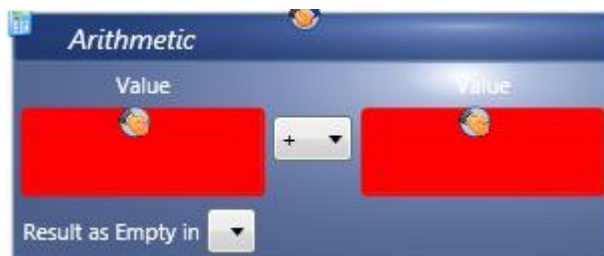 Arithmetic
Value Value
+
Result as Empty in